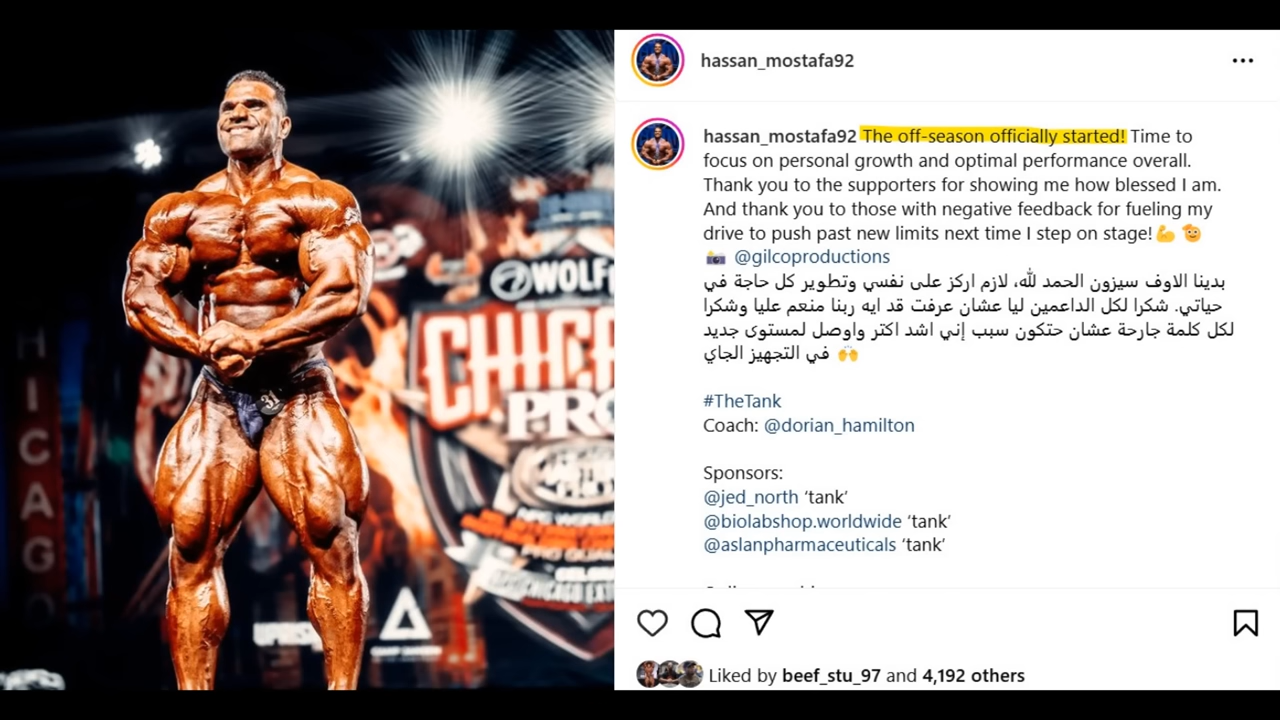 HICAGO
WOLF
CHIC
PRO
31
hassan_mostafa92
hassan_mostafa92 The off-season officially started! Time to
focus on personal growth and optimal performance overall.
Thank you to the supporters for showing me how blessed I am.
And thank you to those with negative feedback for fueling my
drive to push past new limits next time I step on stage!💪 🤕
📸 @gilcoproductions
بدينا الاوف سيزون الحمد لله، لازم اركز على نفسي وتطوير كل حاجة في
حياتي. شكرا لكل الداعمين ليا عشان عرفت قد ايه ربنا منعم عليا وشكرا
لكل كلمة جارحة عشان حتكون سبب إني اشد اكتر واوصل لمستوى جديد
في التجهيز الجاي 🙌
#TheTank
Coach: @dorian_hamilton
Sponsors:
@jed_north ‘tank’
@biolabshop.worldwide ‘tank’
@aslanpharmaceuticals ‘tank’
Liked by beef_stu_97 and 4,192 others